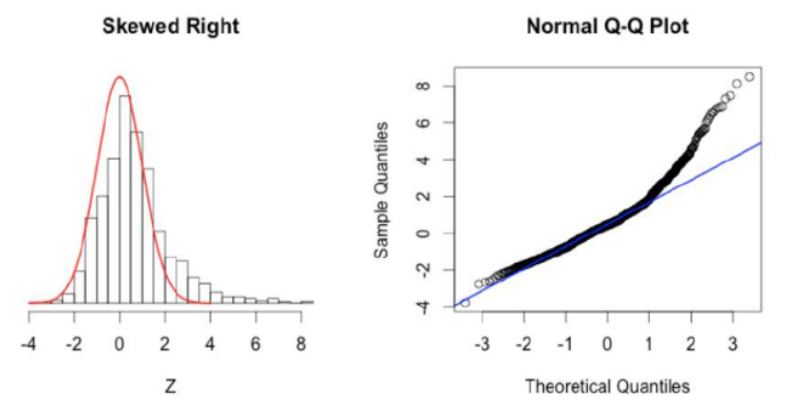 Skewed Right
-4 -2 0 2 4 6 8
Z
Normal Q-Q Plot
Sample Quantiles
8
6
4
2
0
-2
-4
-3 -2 -1 0 1 2 3
Theoretical Quantiles